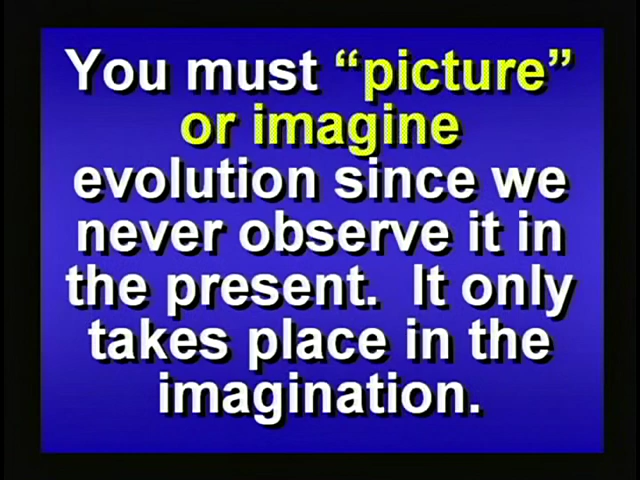 You must “picture”
or imagine
evolution since we
never observe it in
the present.  It only
takes place in the
imagination.